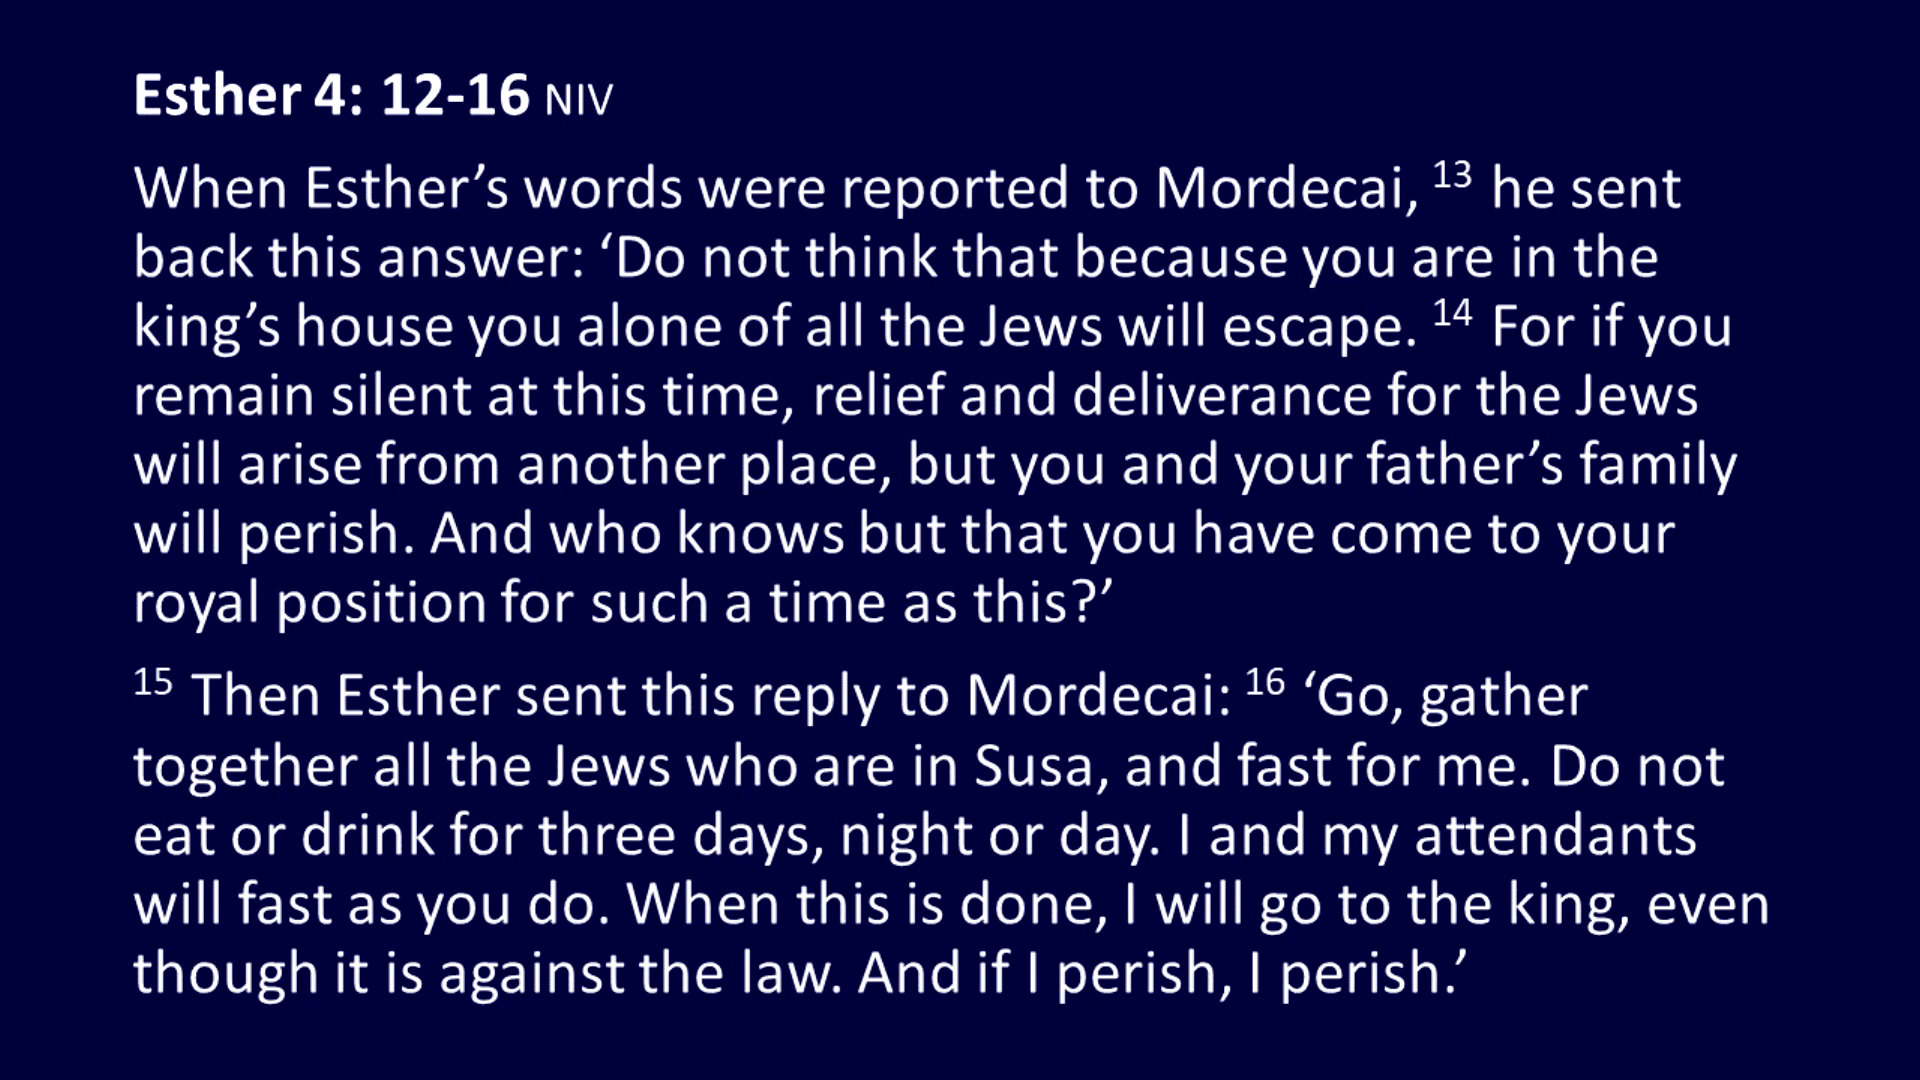 Esther 4: 12-16 NIV
When Esther’s words were reported to Mordecai, 13 he sent
back this answer: ‘Do not think that because you are in the
king’s house you alone of all the Jews will escape. 14 For if you
remain silent at this time, relief and deliverance for the Jews
will arise from another place, but you and your father’s family
will perish. And who knows but that you have come to your
royal position for such a time as this?’
15 Then Esther sent this reply to Mordecai: 16 ‘Go, gather
together all the Jews who are in Susa, and fast for me. Do not
eat or drink for three days, night or day. I and my attendants
will fast as you do. When this is done, I will go to the king, even
though it is against the law. And if I perish, I perish.’